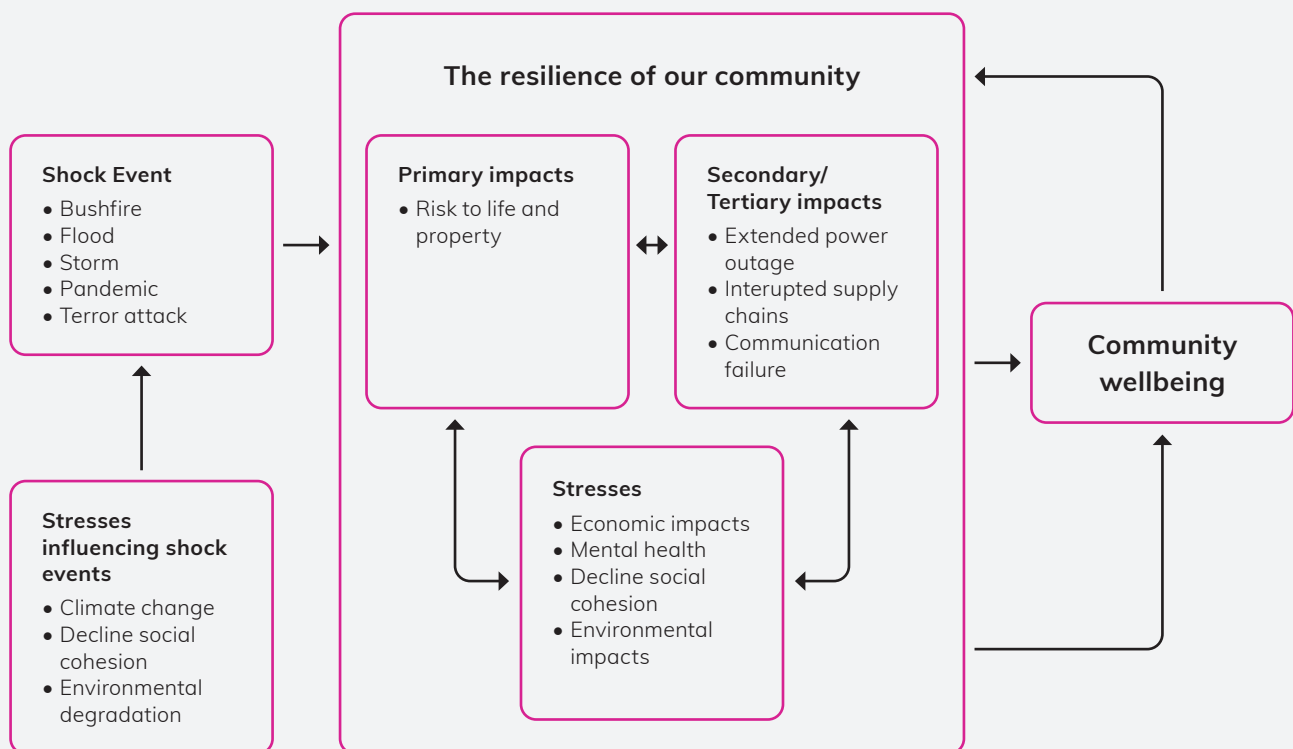 The resilience of our community
Shock Event
• Bushfire
• Flood
• Storm
• Pandemic
• Terror attack
Primary impacts
• Risk to life and
property
Secondary/
Tertiary impacts
• Extended power
outage
• Interupted supply
chains
• Communication
failure
Community
wellbeing
Stresses
influencing shock
events
• Climate change
• Decline social
cohesion
• Environmental
degradation
Stresses
• Economic impacts
• Mental health
• Decline social
cohesion
• Environmental
impacts